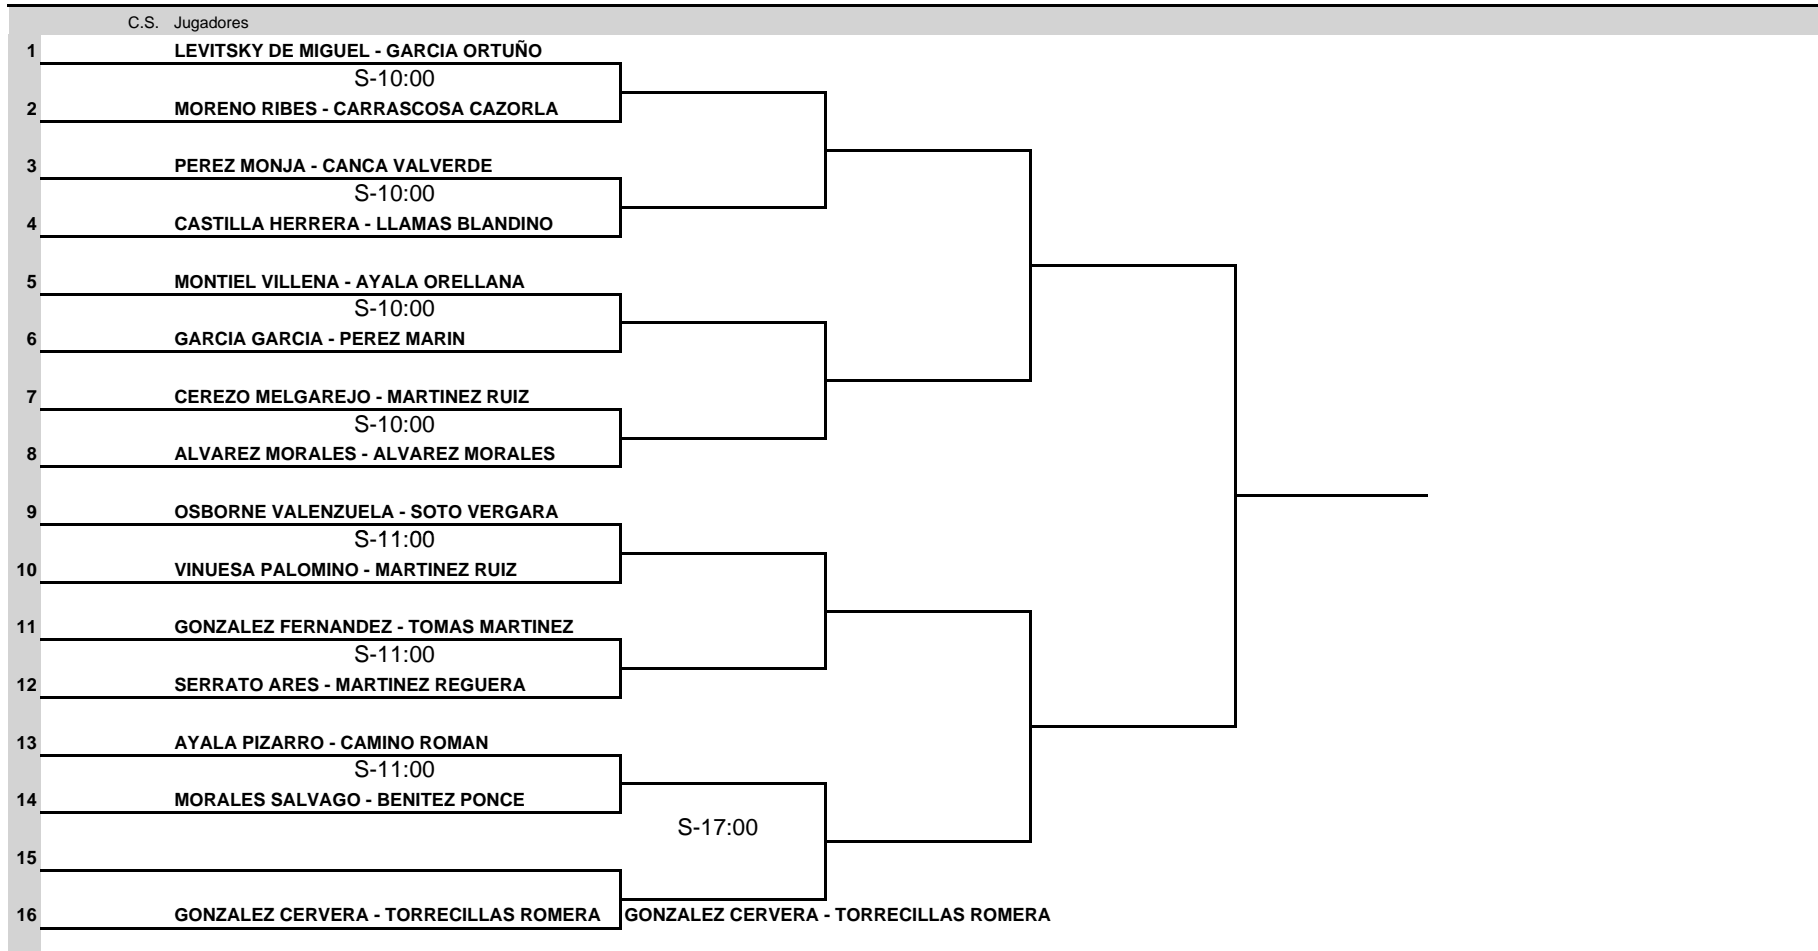 C.S. Jugadores
1 LEVITSKY DE MIGUEL - GARCIA ORTUÑO
S-10:00
2 MORENO RIBES - CARRASCOSA CAZORLA
3 PEREZ MONJA - CANCA VALVERDE
S-10:00
4 CASTILLA HERRERA - LLAMAS BLANDINO
5 MONTIEL VILLENA - AYALA ORELLANA
S-10:00
6 GARCIA GARCIA - PEREZ MARIN
7 CEREZO MELGAREJO - MARTINEZ RUIZ
S-10:00
8 ALVAREZ MORALES - ALVAREZ MORALES
9 OSBORNE VALENZUELA - SOTO VERGARA
S-11:00
10 VINUESA PALOMINO - MARTINEZ RUIZ
11 GONZALEZ FERNANDEZ - TOMAS MARTINEZ
S-11:00
12 SERRATO ARES - MARTINEZ REGUERA
13 AYALA PIZARRO - CAMINO ROMAN
S-11:00
14 MORALES SALVAGO - BENITEZ PONCE
S-17:00
15
16 GONZALEZ CERVERA - TORRECILLAS ROMERA GONZALEZ CERVERA - TORRECILLAS ROMERA